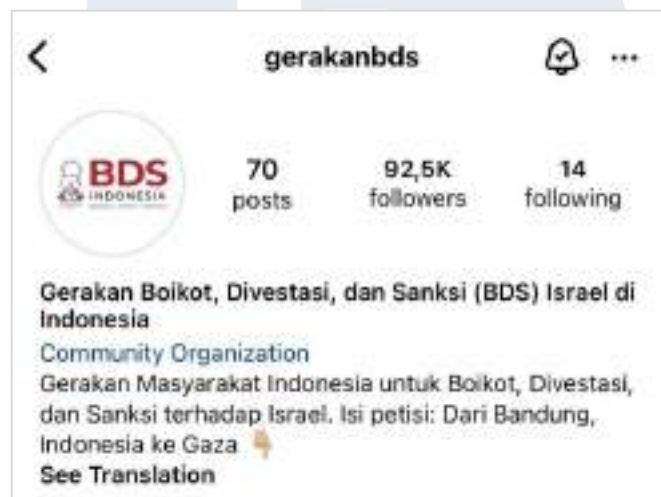 gerakanbds
BDS
INDONESIA
70
posts
92,5K
followers
14
following
Gerakan Boikot, Divestasi, dan Sanksi (BDS) Israel di
Indonesia
Community Organization
Gerakan Masyarakat Indonesia untuk Boikot, Divestasi,
dan Sanksi terhadap Israel. Isi petisi: Dari Bandung,
Indonesia ke Gaza 👇🏼
See Translation